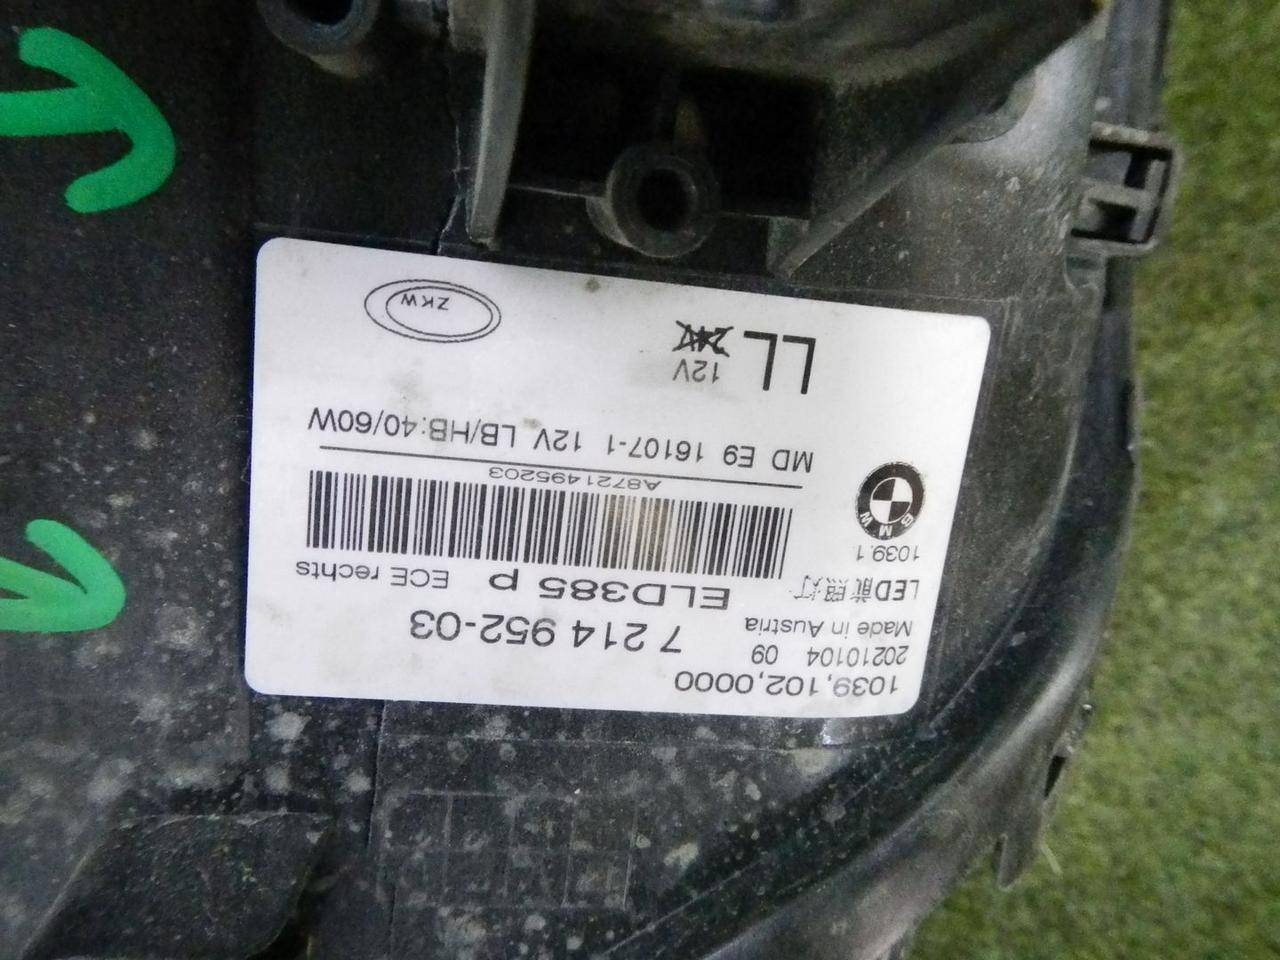 1039,102,0000
20210104 09
7 214 952-03
Made in Austria
ELD385 P ECE rechts
LED前照灯
1039.1
BMW
A87214952O3
MD E9 16107-1 12V LB/HB:40/60W
LL
12V
ZKW